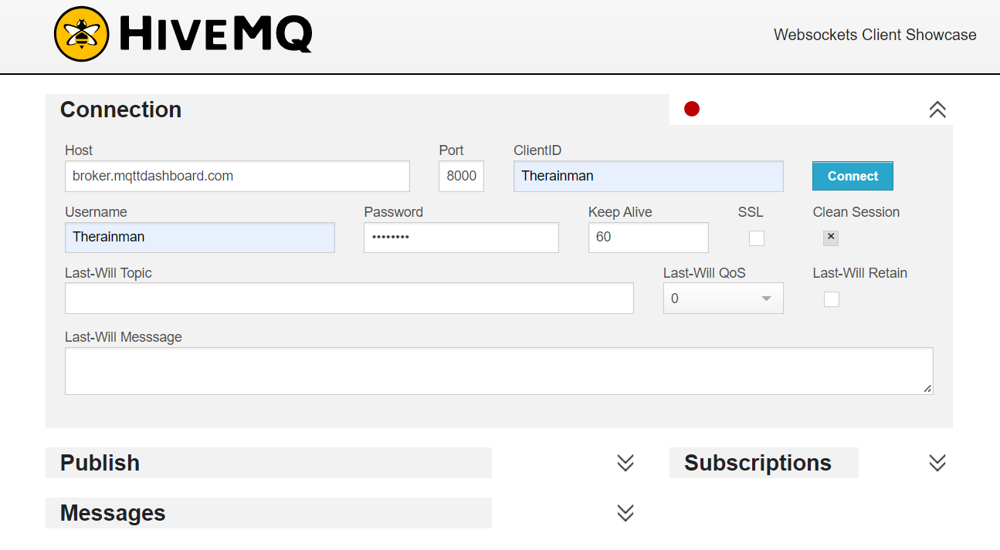 HIVEMQ
Websockets Client Showcase
Connection
Host Port ClientID
broker.mqttdashboard.com 8000 Therainman Connect
Username Password Keep Alive SSL Clean Session
Therainman •••••••• 60 ×
Last-Will Topic Last-Will QoS Last-Will Retain
0
Last-Will Messsage
Publish Subscriptions
Messages